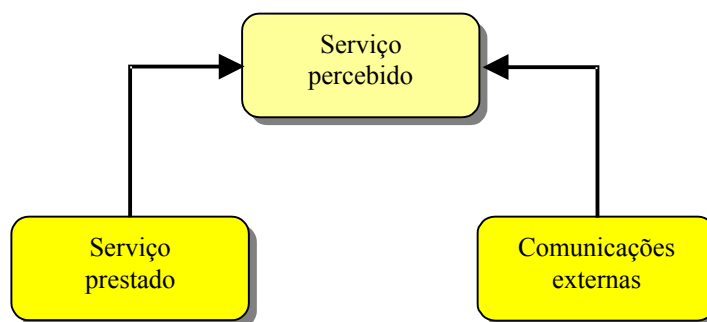 Serviço
percebido
Serviço
prestado
Comunicações
externas